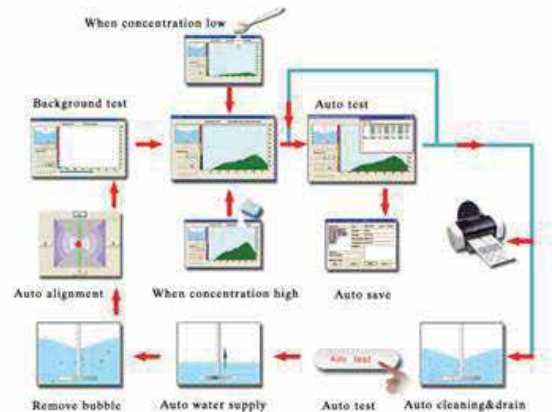 When concentration low
Background test
Auto test
Auto alignment
When concentration high
Auto save
Auto test
Remove bubble
Auto water supply
Auto test
Auto cleaning&drain